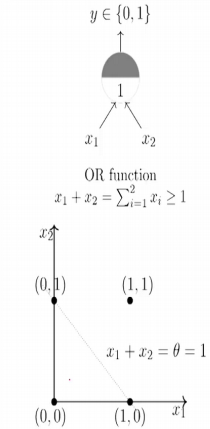 y ∈ {0, 1}
1
x₁ x₂
OR function
x₁ + x₂ = ∑²ᵢ₌₁ xᵢ ≥ 1
x₂
(0, 1) (1, 1)
x₁ + x₂ = θ = 1
(0, 0) (1, 0) x₁